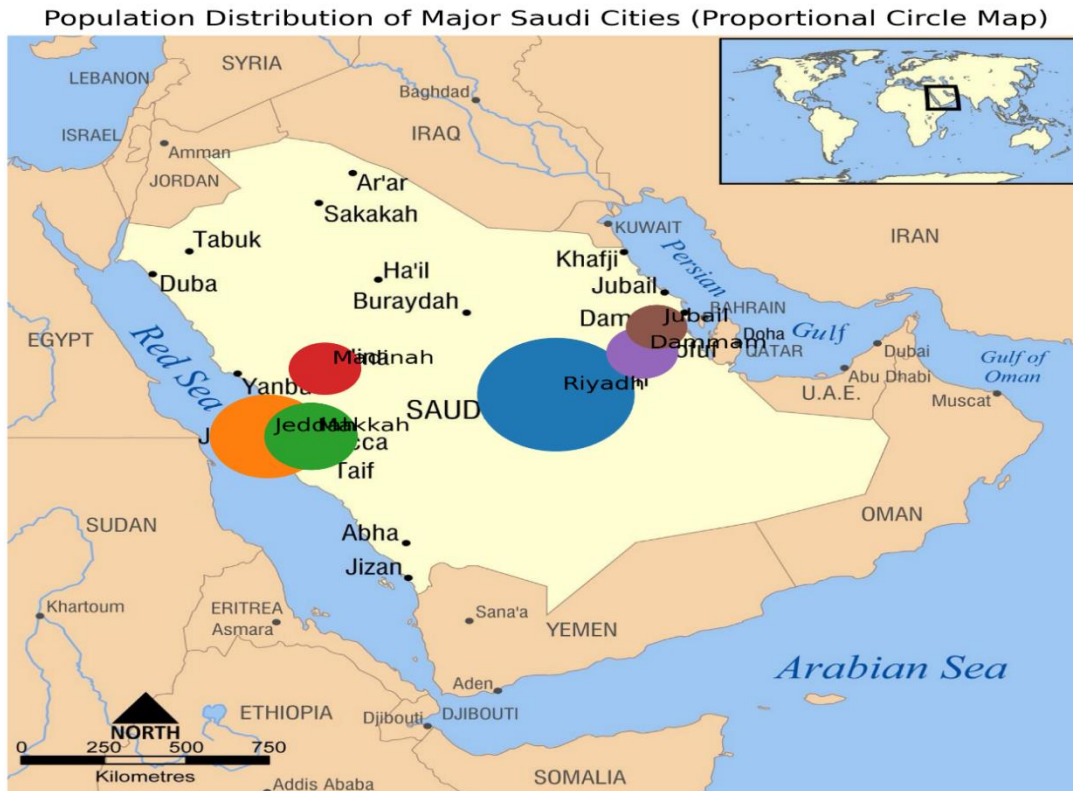 Population Distribution of Major Saudi Cities (Proportional Circle Map)
LEBANON
SYRIA
Baghdad
ISRAEL
IRAQ
Amman
JORDAN
Ar'ar
Sakakah
KUWAIT
IRAN
Tabuk
Khafji
Persian
Duba
Ha'il
Jubail
Buraydah
BAHRAIN
Jubail
EGYPT
Red Sea
Doha
Gulf
Dammam
QATAR
Dubai
Gulf of
Oman
Madinah
Abu Dhabi
Riyadh
U.A.E.
Muscat
SAUD
Jeddah
Makkah
Taif
SUDAN
OMAN
Abha
Jizan
Khartoum
ERITREA
Asmara
Sana'a
YEMEN
Arabian Sea
Aden
ETHIOPIA
Djibouti
DJIBOUTI
NORTH
0 250 500 750
Kilometres
Addis Ababa
SOMALIA